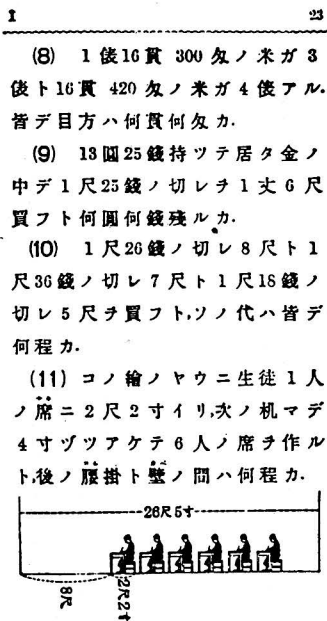 I 23
(8) 1俵16貫 300匁ノ米ガ3
俵ト16貫 420匁ノ米ガ4俵アル.
皆デ目方ハ何貫何匁カ.
(9) 13圓25錢持ツテ居タ金ノ
中デ1尺25錢ノ切レヲ1丈6尺
買フト何圓何錢殘ルカ.
(10) 1尺26錢ノ切レ8尺ト1
尺36錢ノ切レ7尺ト1尺18錢ノ
切レ5尺ヲ買フト,ソノ代ハ皆デ
何程カ.
(11) コノ繪ノヤウニ生徒1人
ノ席ニ2尺2寸イリ,次ノ机マデ
4寸ヅツアケテ6人ノ席ヲ作ル
ト,後ノ腰掛ト壁ノ間ハ何程カ.
26尺5寸
8尺
2尺2寸